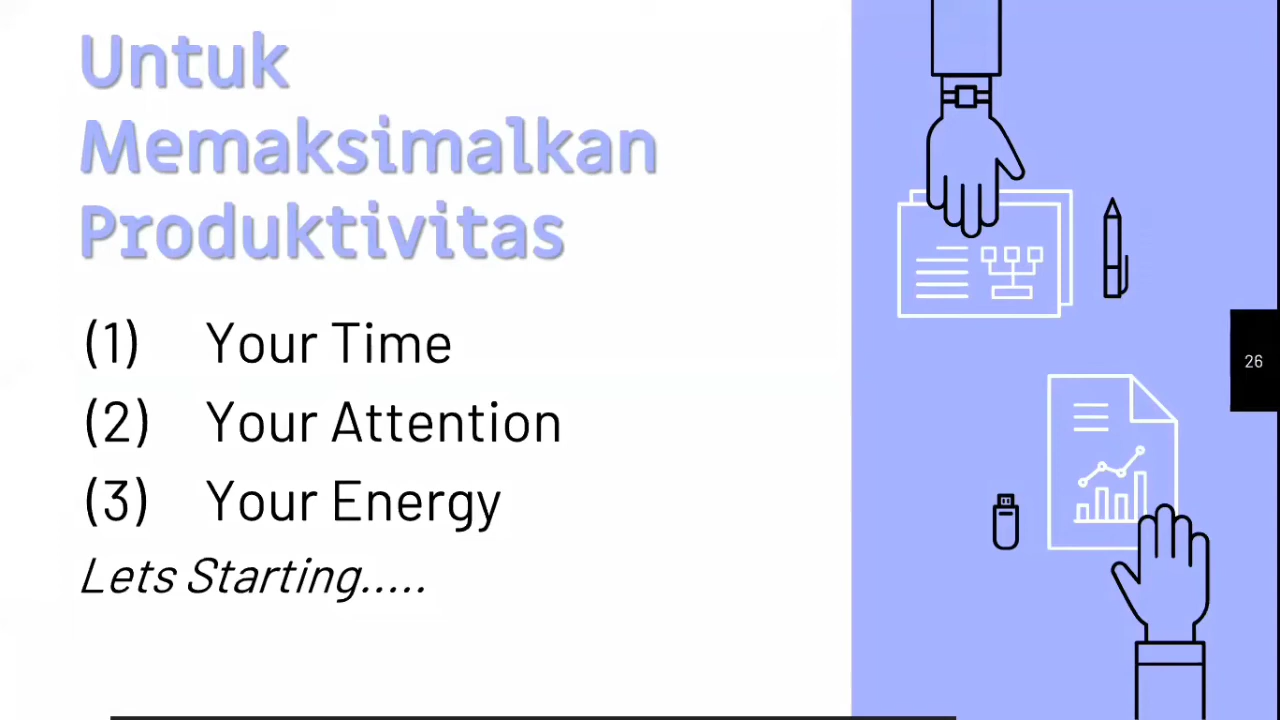 Untuk
Memaksimalkan
Produktivitas
(1) Your Time
(2) Your Attention
(3) Your Energy
Lets Starting.....
26